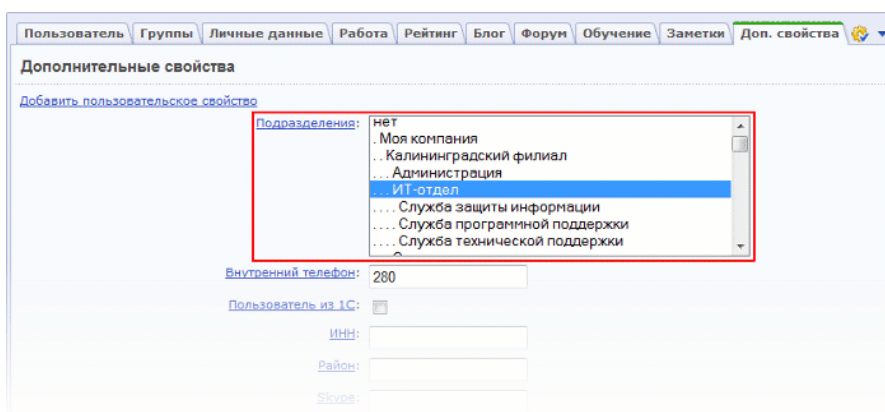 Пользователь Группы Личные данные Работа Рейтинг Блог Форум Обучение Заметки Доп. свойства
Дополнительные свойства
Добавить пользовательское свойство
Подразделения: нет
. Моя компания
. . Калининградский филиал
. . . Администрация
. . . ИТ-отдел
. . . . Служба защиты информации
. . . . Служба программной поддержки
. . . . Служба технической поддержки
Внутренний телефон: 280
Пользователь из 1С:
ИНН:
Район:
Skype: